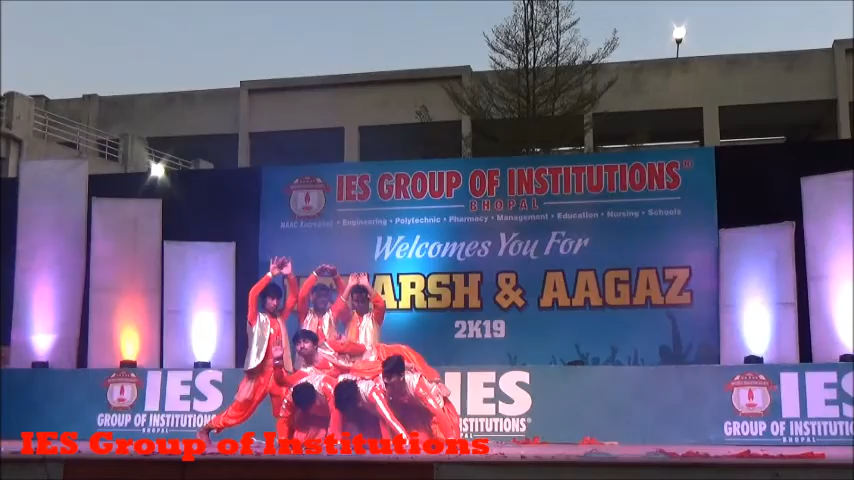 IES GROUP OF INSTITUTIONS
BHOPAL
NAAC Accredited
• Engineering • Polytechnic • Pharmacy • Management • Education • Nursing • Schools
Welcomes You For
ARSH & AAGAZ
2K19
IES
GROUP OF INSTITUTIONS
BHOPAL
IES
INSTITUTIONS
IES
GROUP OF INSTITUTIONS
BHOPAL
IES Group of Institutions